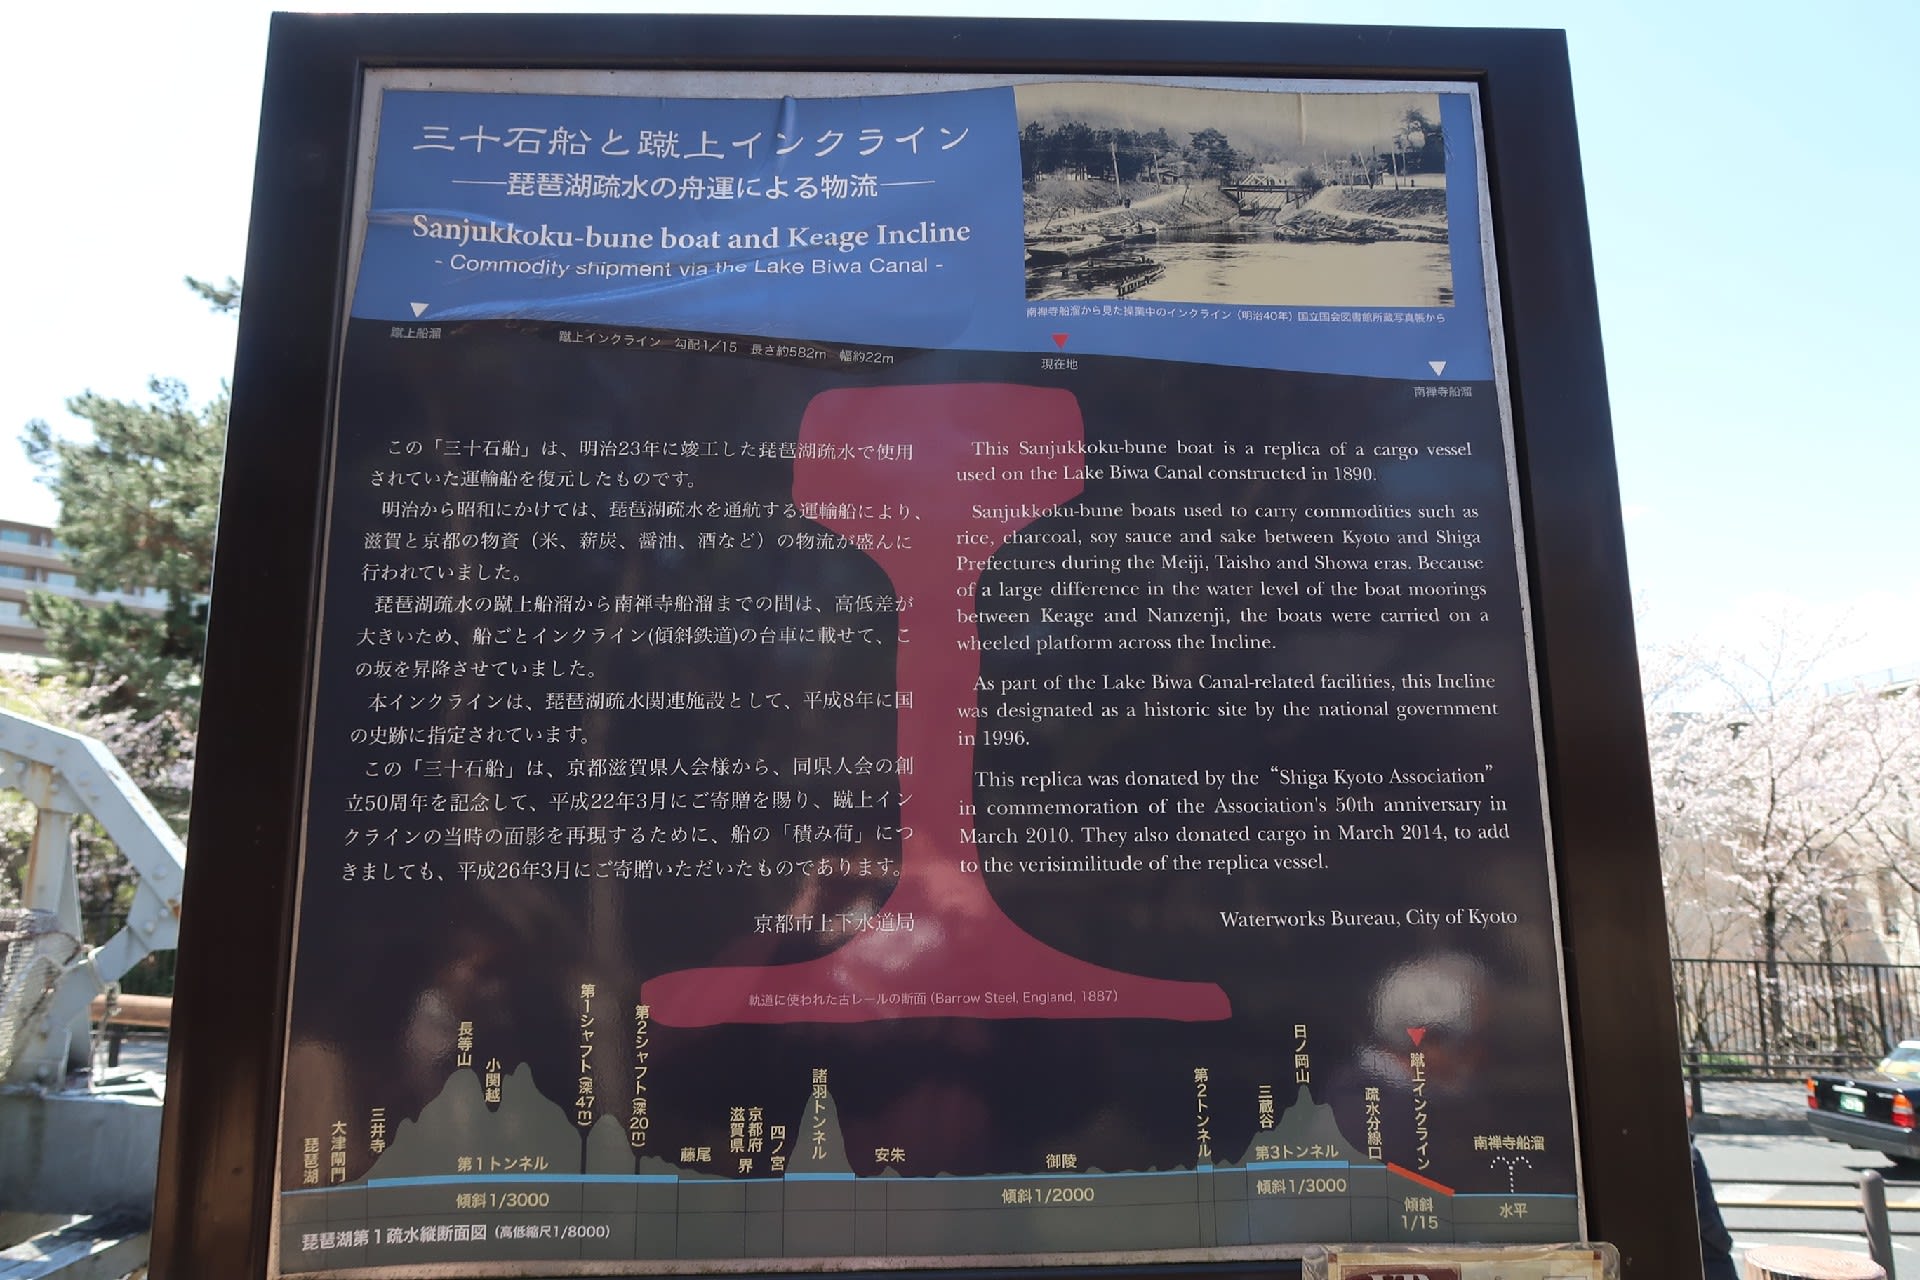 三十石船と蹴上インクライン
―琵琶湖疏水の舟運による物流―
Sanjukkoku-bune boat and Keage Incline
- Commodity shipment via the Lake Biwa Canal -
南禅寺船溜から見た操業中のインクライン（明治40年）国立国会図書館所蔵写真帳から
蹴上船溜
蹴上インクライン　勾配1／15　長さ約582m　幅約22m
現在地
南禅寺船溜
この「三十石船」は、明治23年に竣工した琵琶湖疏水で使用
されていた運輸船を復元したものです。
明治から昭和にかけては、琵琶湖疏水を通航する運輸船により、
滋賀と京都の物資（米、薪炭、醤油、酒など）の物流が盛んに
行われていました。
琵琶湖疏水の蹴上船溜から南禅寺船溜までの間は、高低差が
大きいため、船ごとインクライン(傾斜鉄道)の台車に載せて、こ
の坂を昇降させていました。
本インクラインは、琵琶湖疏水関連施設として、平成8年に国
の史跡に指定されています。
この「三十石船」は、京都滋賀県人会様から、同県人会の創
立50周年を記念して、平成22年3月にご寄贈を賜り、蹴上イン
クラインの当時の面影を再現するために、船の「積み荷」につ
きましても、平成26年3月にご寄贈いただいたものであります。
京都市上下水道局
This Sanjukkoku-bune boat is a replica of a cargo vessel
used on the Lake Biwa Canal constructed in 1890.
Sanjukkoku-bune boats used to carry commodities such as
rice, charcoal, soy sauce and sake between Kyoto and Shiga
Prefectures during the Meiji, Taisho and Showa eras. Because
of a large difference in the water level of the boat moorings
between Keage and Nanzenji, the boats were carried on a
wheeled platform across the Incline.
As part of the Lake Biwa Canal-related facilities, this Incline
was designated as a historic site by the national government
in 1996.
This replica was donated by the “Shiga Kyoto Association”
in commemoration of the Association's 50th anniversary in
March 2010. They also donated cargo in March 2014, to add
to the verisimilitude of the replica vessel.
Waterworks Bureau, City of Kyoto
軌道に使われた古レールの断面 (Barrow Steel, England, 1887)
琵琶湖
大津閘門
三井寺
長等山
小関越
第1シャフト(深47m)
第2シャフト(深20m)
第1トンネル
藤尾
滋賀県
京都府
界
四ノ宮
諸羽トンネル
安朱
御陵
第2トンネル
三蔵谷
日ノ岡山
第3トンネル
疏水分線口
蹴上インクライン
南禅寺船溜
傾斜1/3000
傾斜1/2000
傾斜1/3000
傾斜
1/15
水平
琵琶湖第1疏水縦断面図（高低縮尺1/8000）